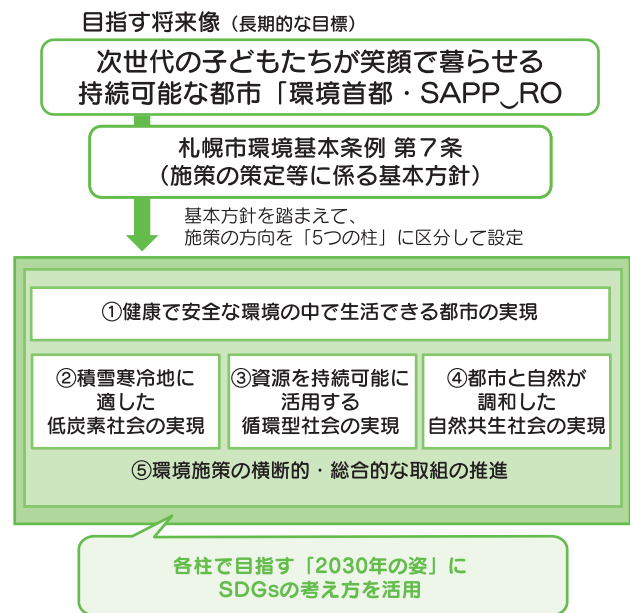 目指す将来像（長期的な目標）
次世代の子どもたちが笑顔で暮らせる
持続可能な都市「環境首都・SAPP‿RO
札幌市環境基本条例 第７条
（施策の策定等に係る基本方針）
基本方針を踏まえて、
施策の方向を「5つの柱」に区分して設定
①健康で安全な環境の中で生活できる都市の実現
②積雪寒冷地に
適した
低炭素社会の実現
③資源を持続可能に
活用する
循環型社会の実現
④都市と自然が
調和した
自然共生社会の実現
⑤環境施策の横断的・総合的な取組の推進
各柱で目指す「2030年の姿」に
SDGsの考え方を活用